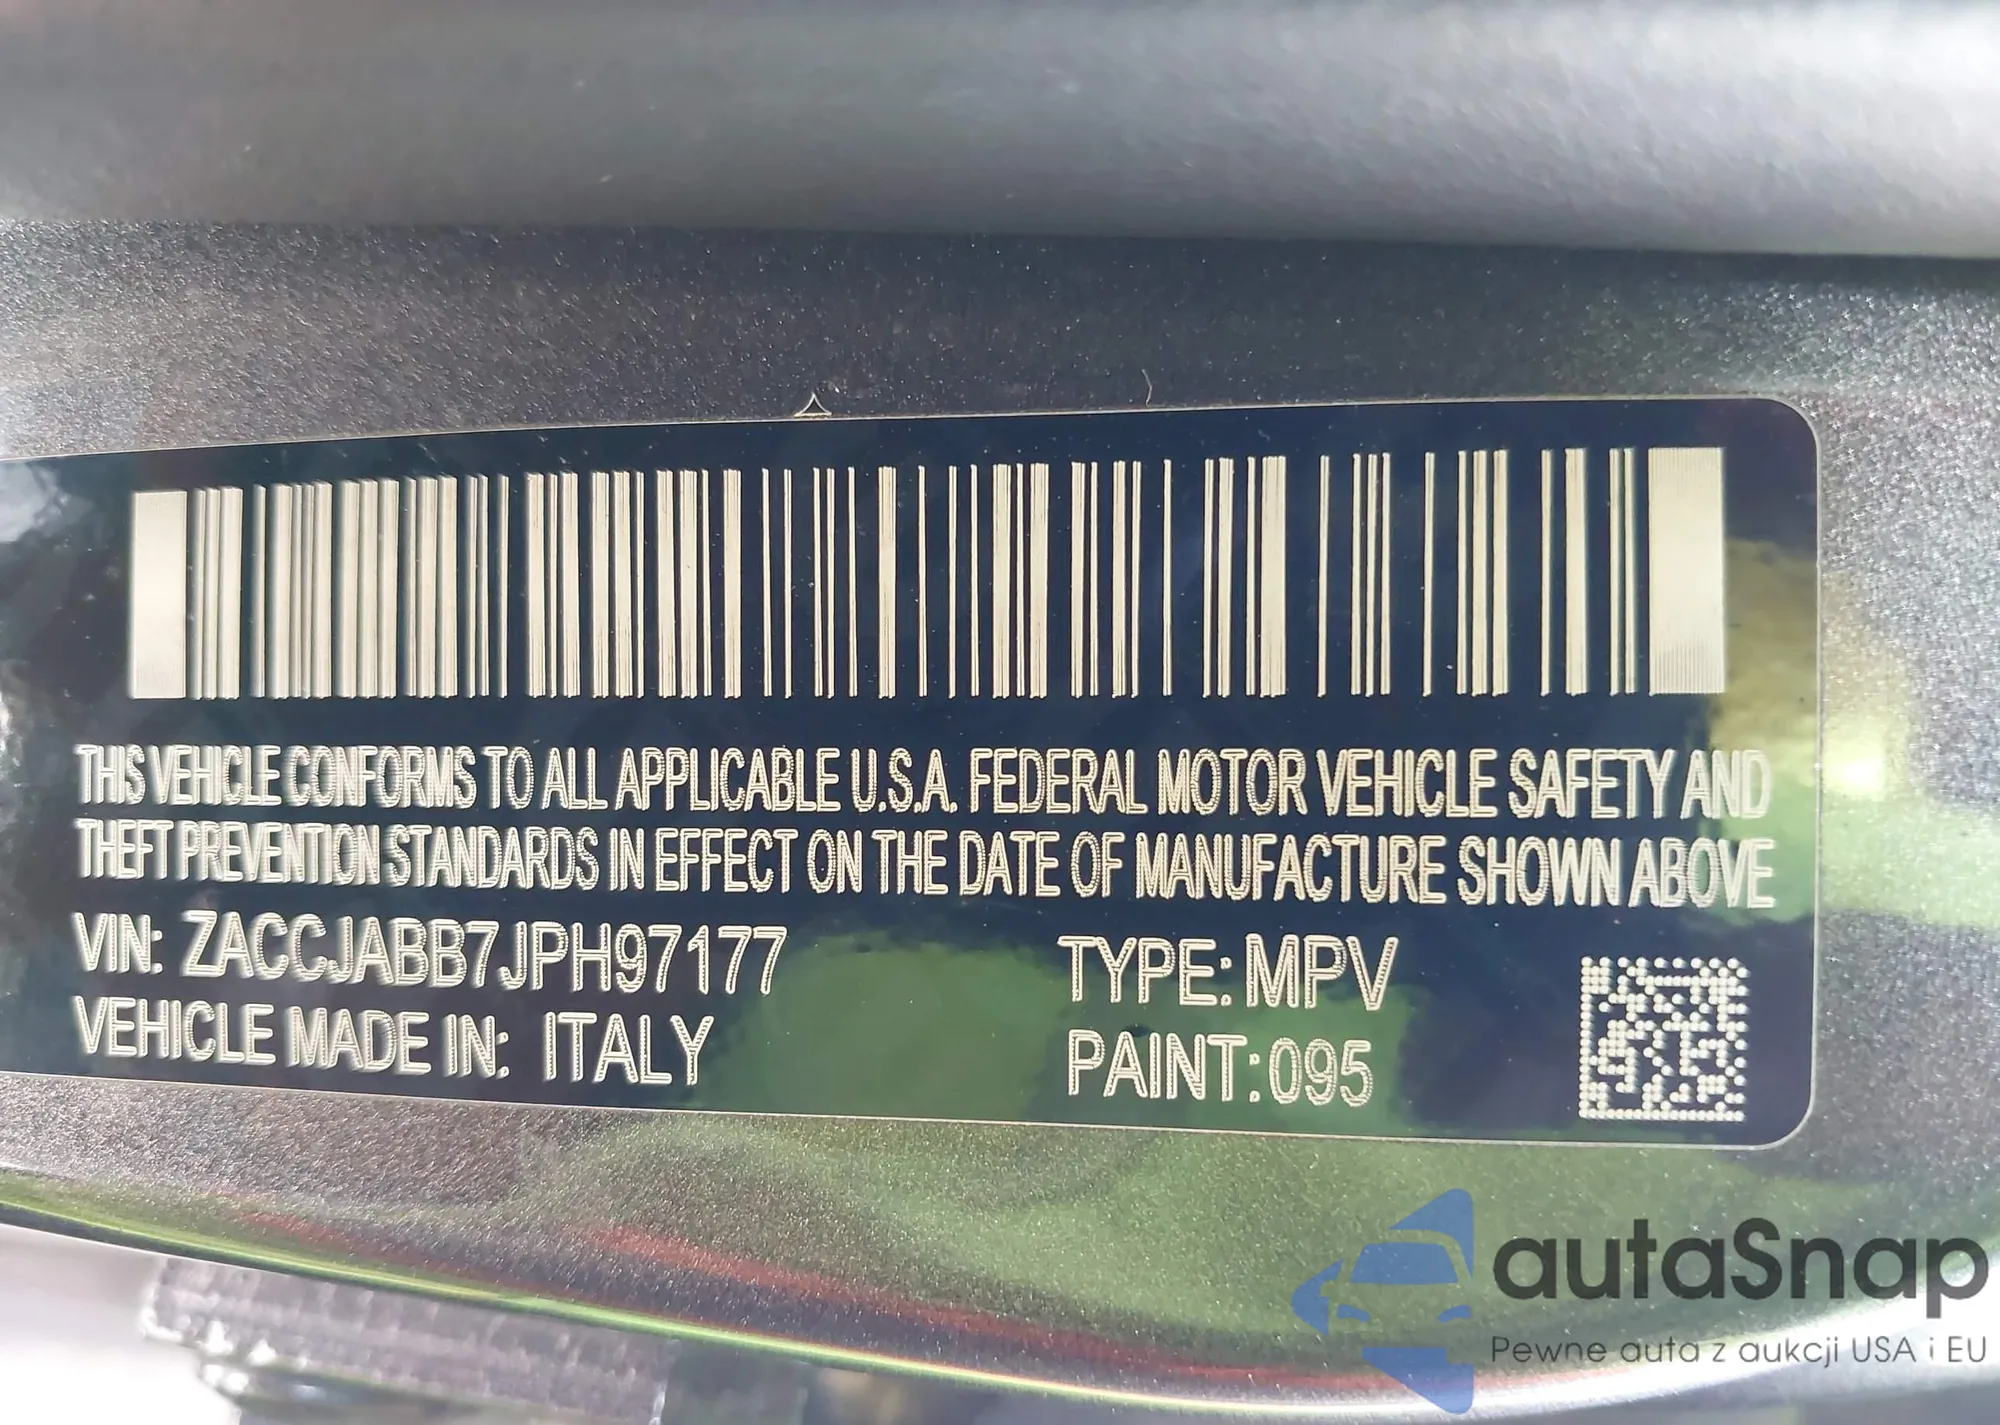 THIS VEHICLE CONFORMS TO ALL APPLICABLE U.S.A. FEDERAL MOTOR VEHICLE SAFETY AND
THEFT PREVENTION STANDARDS IN EFFECT ON THE DATE OF MANUFACTURE SHOWN ABOVE
VIN: ZACCJABB7JPH97177 TYPE: MPV
VEHICLE MADE IN: ITALY PAINT: 095
autaSnap
Pewne auta z aukcji USA i EU